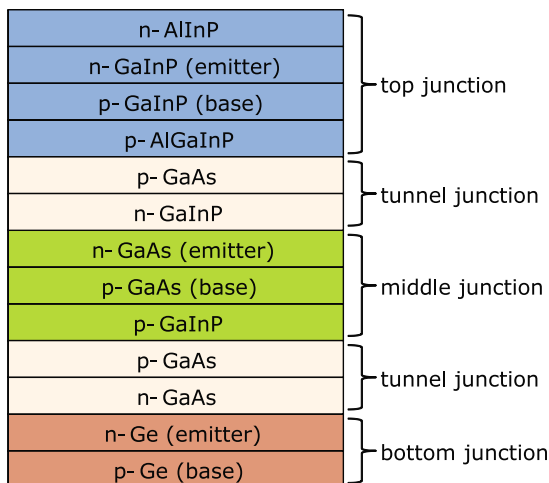 n- AlInP
n- GaInP (emitter)
p- GaInP (base)
p- AlGaInP
top junction
p- GaAs
n- GaInP
tunnel junction
n- GaAs (emitter)
p- GaAs (base)
p- GaInP
middle junction
p- GaAs
n- GaAs
tunnel junction
n- Ge (emitter)
p- Ge (base)
bottom junction